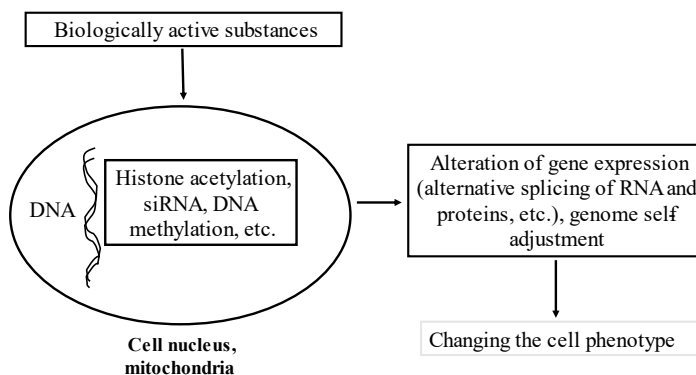 Biologically active substances
DNA
Histone acetylation,
siRNA, DNA
methylation, etc.
Cell nucleus,
mitochondria
Alteration of gene expression
(alternative splicing of RNA and
proteins, etc.), genome self
adjustment
Changing the cell phenotype